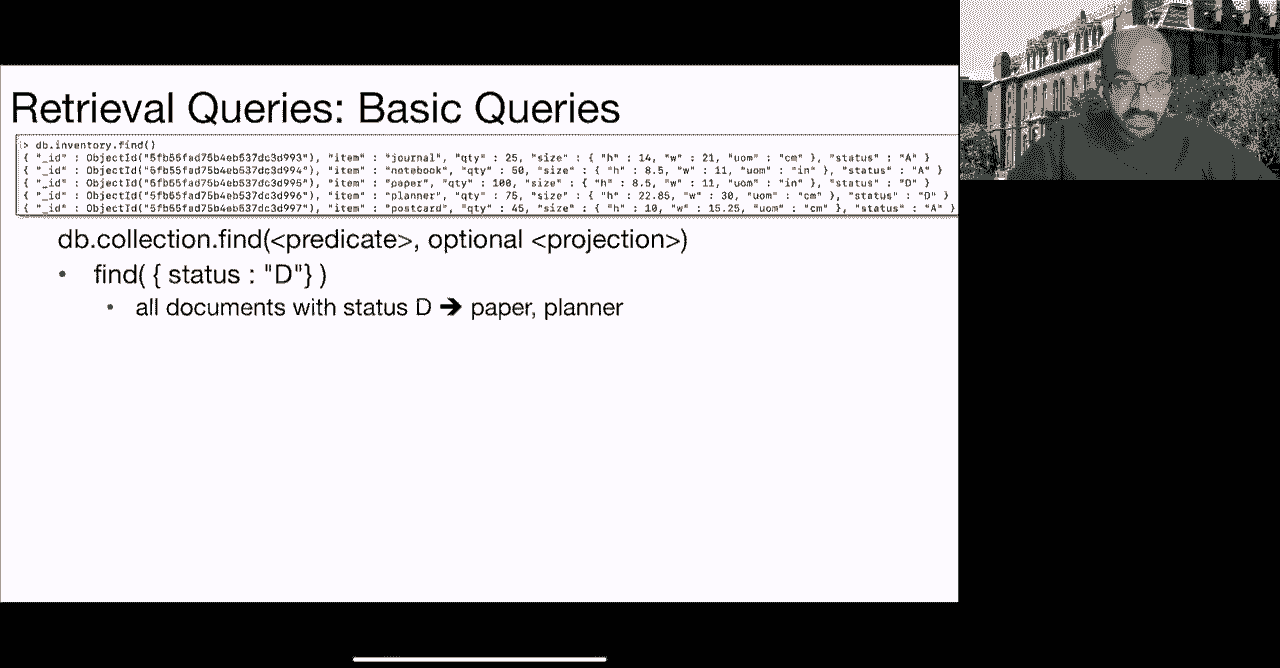 Retrieval Queries: Basic Queries
> db.inventory.find()
{ "_id" : ObjectId("5fb55fad75b4eb537dc3d993"), "item" : "journal", "qty" : 25, "size" : { "h" : 14, "w" : 21, "uom" : "cm" }, "status" : "A" }
{ "_id" : ObjectId("5fb55fad75b4eb537dc3d994"), "item" : "notebook", "qty" : 50, "size" : { "h" : 8.5, "w" : 11, "uom" : "in" }, "status" : "A" }
{ "_id" : ObjectId("5fb55fad75b4eb537dc3d995"), "item" : "paper", "qty" : 100, "size" : { "h" : 8.5, "w" : 11, "uom" : "in" }, "status" : "D" }
{ "_id" : ObjectId("5fb55fad75b4eb537dc3d996"), "item" : "planner", "qty" : 75, "size" : { "h" : 22.85, "w" : 30, "uom" : "cm" }, "status" : "D" }
{ "_id" : ObjectId("5fb55fad75b4eb537dc3d997"), "item" : "postcard", "qty" : 45, "size" : { "h" : 10, "w" : 15.25, "uom" : "cm" }, "status" : "A" }
db.collection.find(<predicate>, optional <projection>)
• find( { status : "D"} )
• all documents with status D ➔ paper, planner